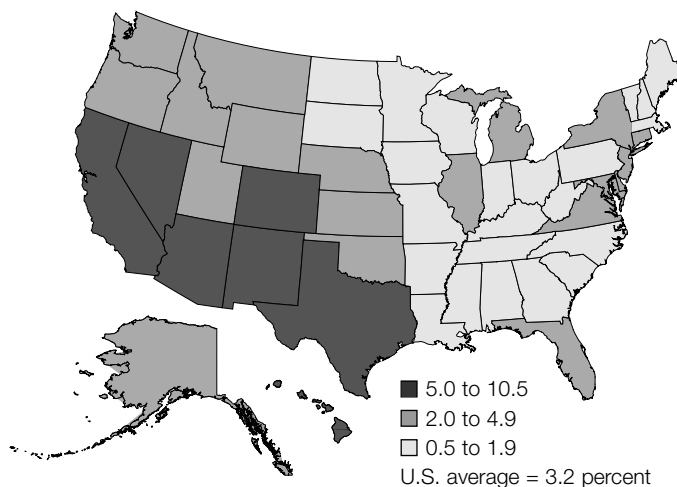 5.0 to 10.5
2.0 to 4.9
0.5 to 1.9
U.S. average = 3.2 percent